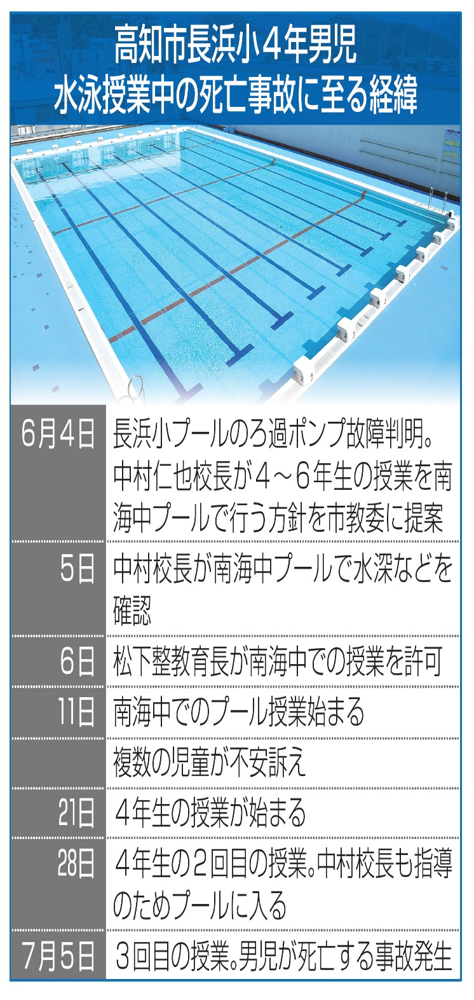 高知市長浜小４年男児
水泳授業中の死亡事故に至る経緯
6月4日
長浜小プールのろ過ポンプ故障判明。
中村仁也校長が４～６年生の授業を南
海中プールで行う方針を市教委に提案
5日
中村校長が南海中プールで水深などを
確認
6日
松下整教育長が南海中での授業を許可
11日
南海中でのプール授業始まる
複数の児童が不安訴え
21日
４年生の授業が始まる
28日
４年生の２回目の授業。中村校長も指導
のためプールに入る
7月5日
３回目の授業。男児が死亡する事故発生